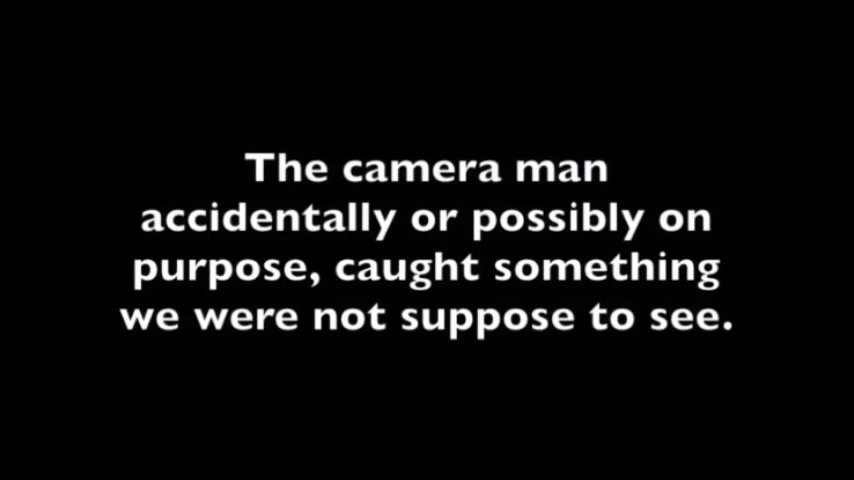 The camera man
accidentally or possibly on
purpose, caught something
we were not suppose to see.